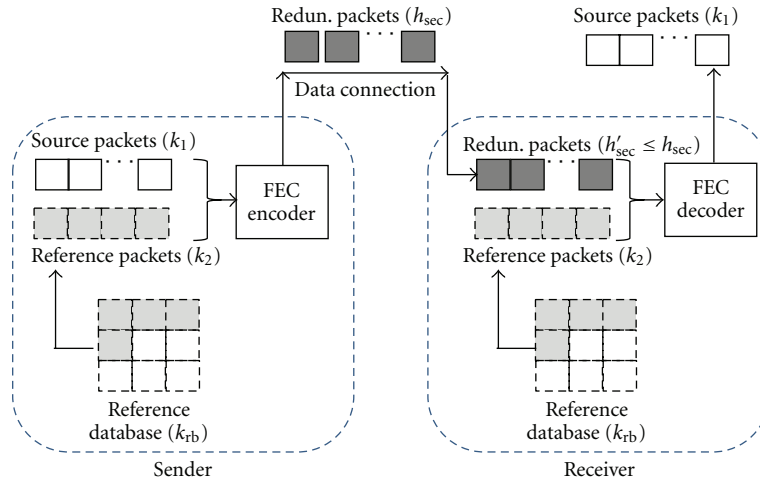 Redun. packets (h_sec)
· · ·
Data connection
Source packets (k_1)
· · ·
Source packets (k_1)
· · ·
FEC
encoder
Reference packets (k_2)
Reference
database (k_rb)
Sender
Redun. packets (h′_sec ≤ h_sec)
· · ·
FEC
decoder
Reference packets (k_2)
Reference
database (k_rb)
Receiver